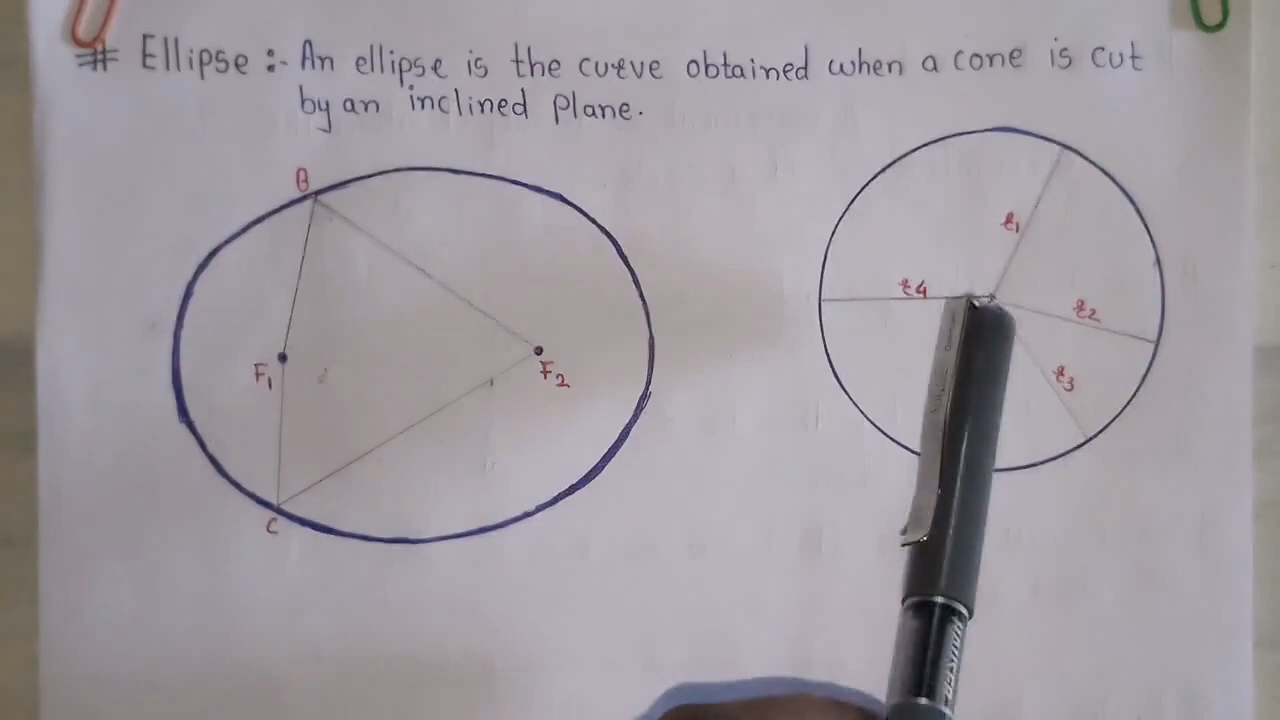 # Ellipse :- An ellipse is the curve obtained when a cone is cut
by an inclined plane.
B
r1
r4
r2
F1
F2
r3
C